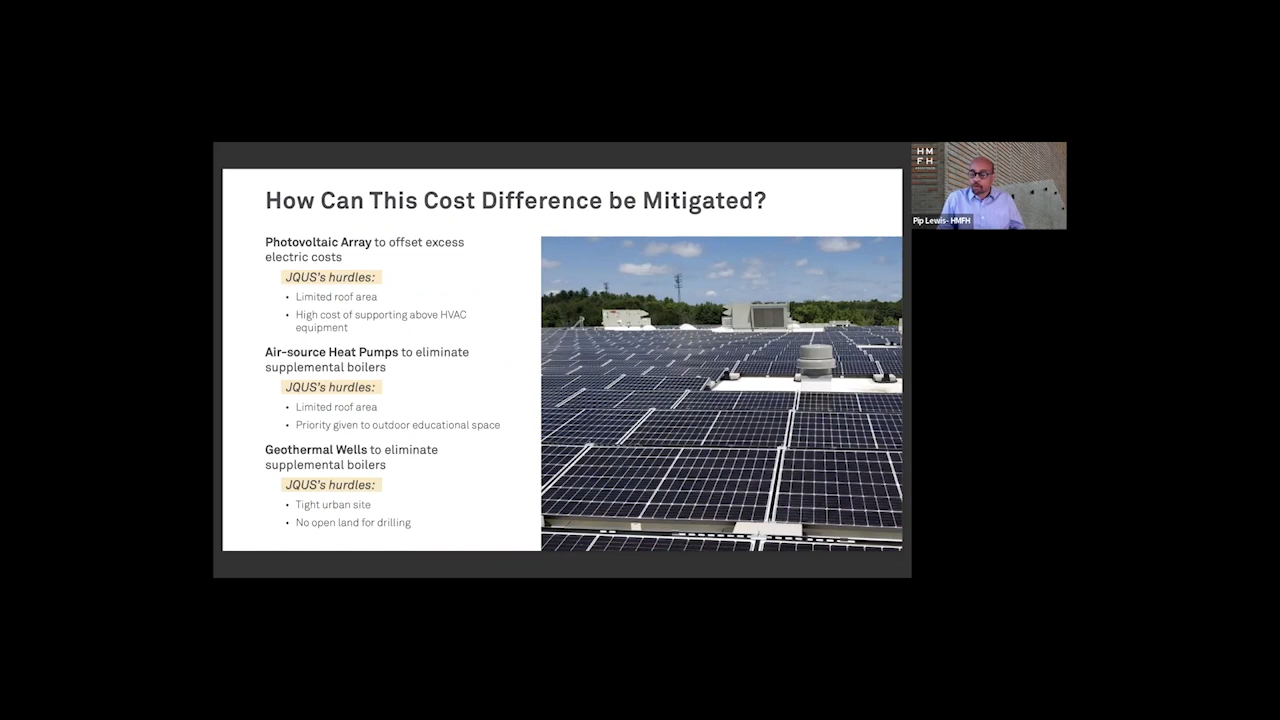 How Can This Cost Difference be Mitigated?
Photovoltaic Array to offset excess
electric costs
JQUS's hurdles:
• Limited roof area
• High cost of supporting above HVAC
equipment
Air-source Heat Pumps to eliminate
supplemental boilers
JQUS's hurdles:
• Limited roof area
• Priority given to outdoor educational space
Geothermal Wells to eliminate
supplemental boilers
JQUS's hurdles:
• Tight urban site
• No open land for drilling
HM
FH
Pip Lewis- HMFH